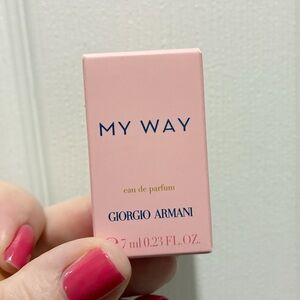 MY WAY
eau de parfum
GIORGIO ARMANI
℮7 ml 0.23 FL.OZ.